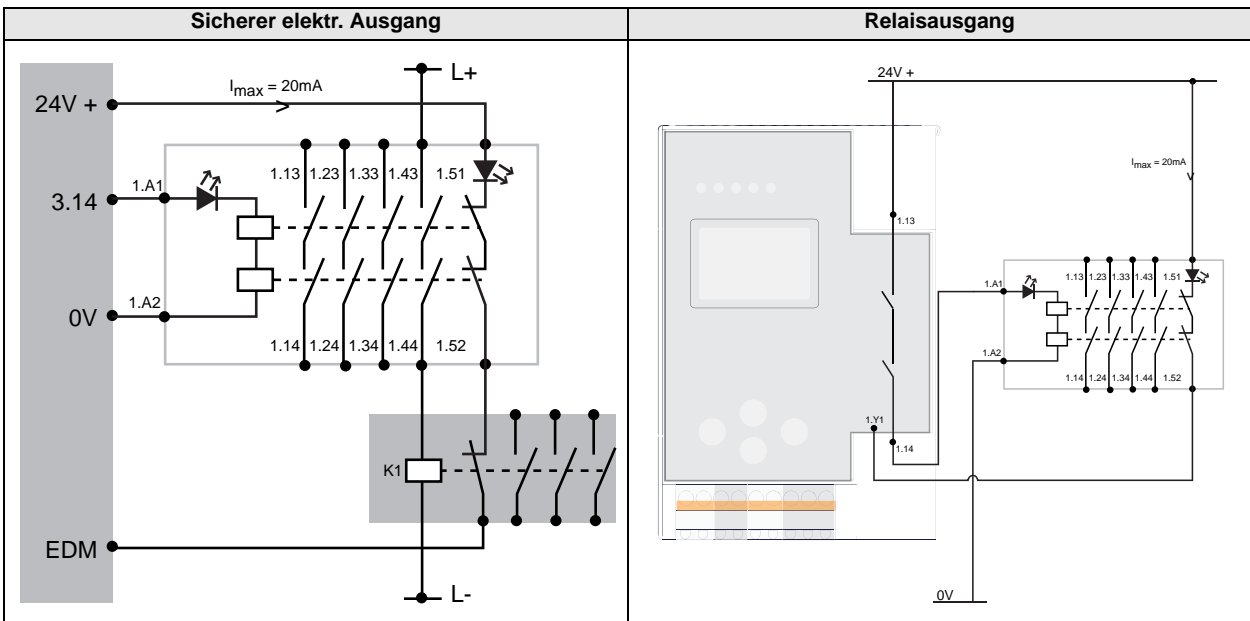 Sicherer elektr. Ausgang
Relaisausgang
L+
24V +
Imax = 20mA
1.13 1.23 1.33 1.43 1.51
1.A1
3.14
1.A2
0V
1.14 1.24 1.34 1.44 1.52
K1
EDM
L-
24V +
Imax = 20mA
1.13
1.13 1.23 1.33 1.43 1.51
1.A1
1.A2
1.14 1.24 1.34 1.44 1.52
1.Y1
1.14
0V